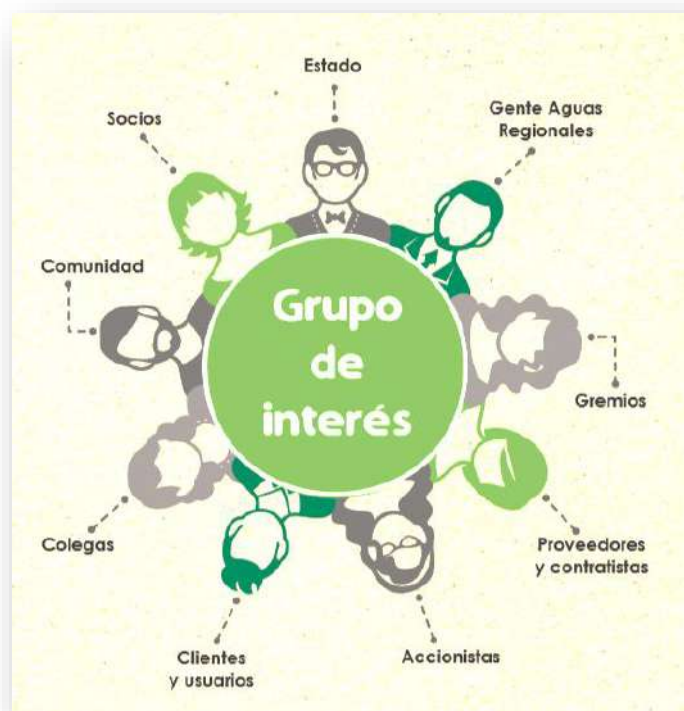 Estado
Gente Aguas
Regionales
Socios
Comunidad
Grupo
de
interés
Gremios
Colegas
Proveedores
y contratistas
Clientes
y usuarios
Accionistas